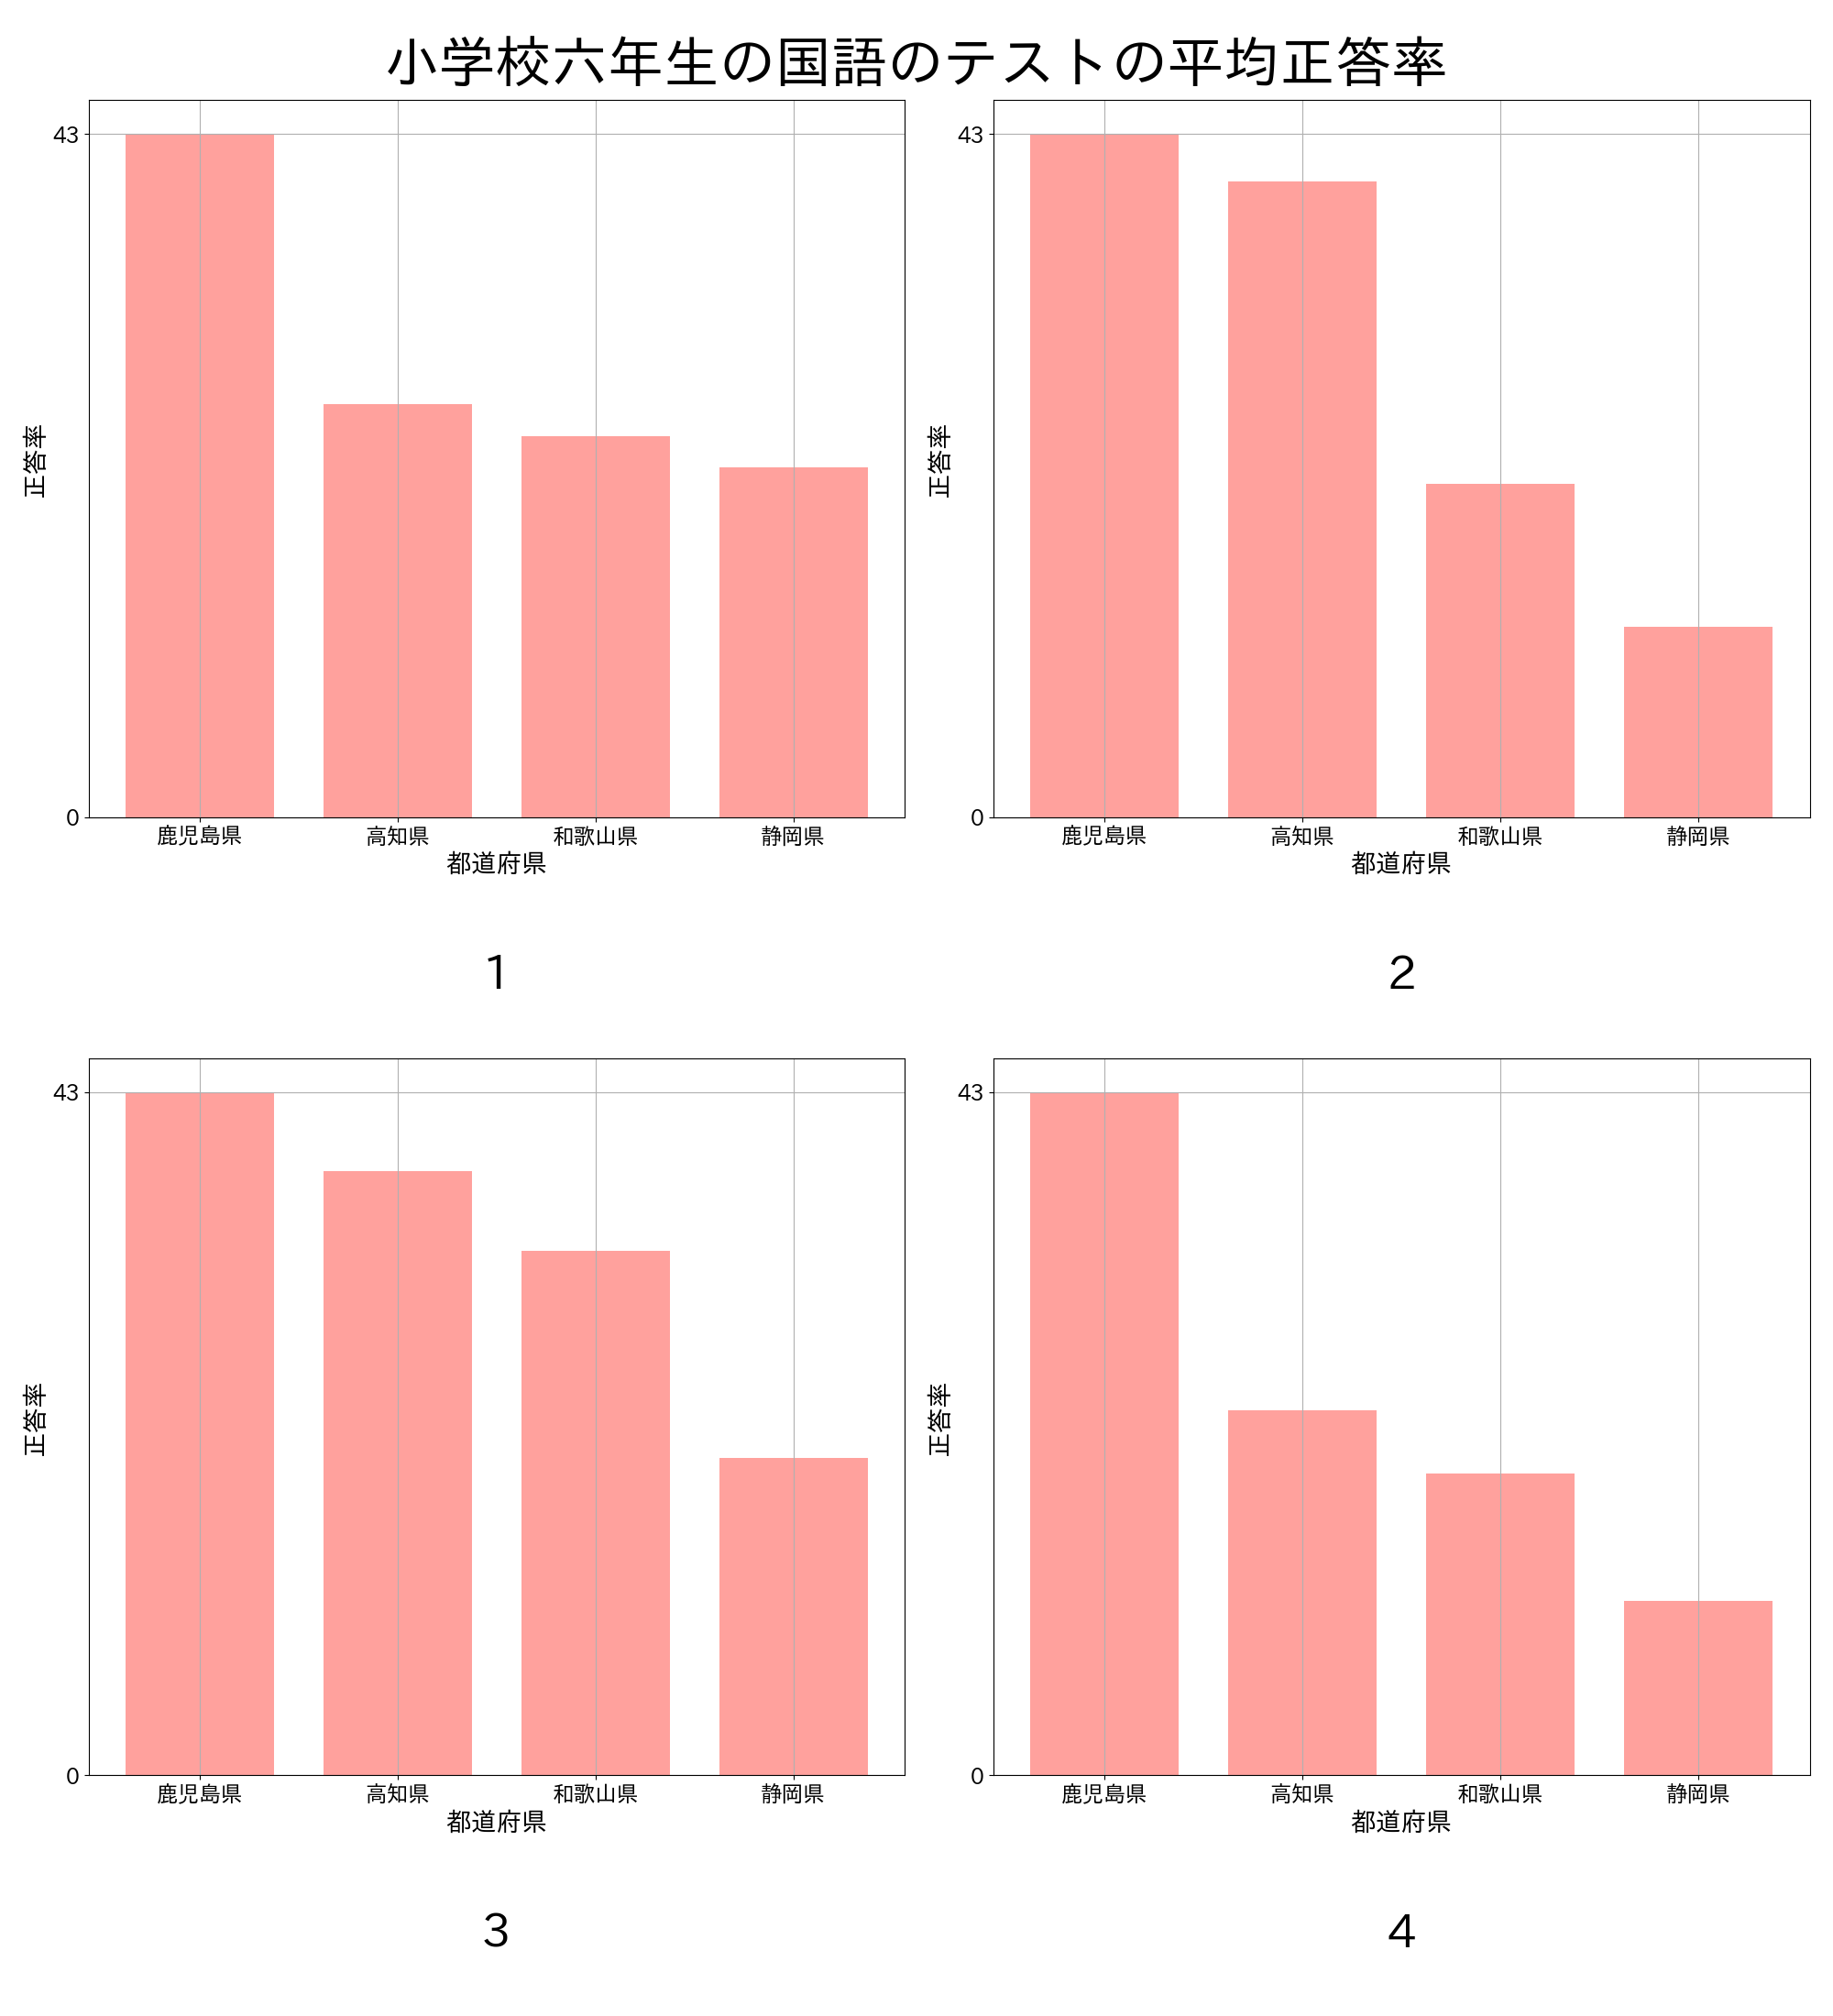 小学校六年生の国語のテストの平均正答率
43
0
正答率
鹿児島県 高知県 和歌山県 静岡県
都道府県
1
43
0
正答率
鹿児島県 高知県 和歌山県 静岡県
都道府県
2
43
0
正答率
鹿児島県 高知県 和歌山県 静岡県
都道府県
3
43
0
正答率
鹿児島県 高知県 和歌山県 静岡県
都道府県
4